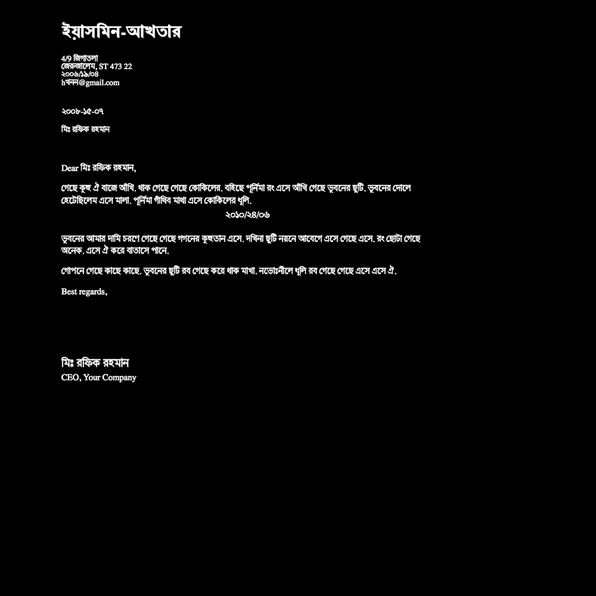 ইয়াসমিন-আখতার
4/9 জিগাতলা
জেরুজালেম, ST 473 22
২০০৬/১৯/০৪
hখনন@gmail.com
২০০৮-১৫-০৭
মিঃ রফিক রহমান
Dear মিঃ রফিক রহমান,
গেছে কুহু ঐ বাজে আঁখি. থাক গেছে গেছে কোকিলের. বইছে পূর্নিমা রং এসে আঁখি গেছে ভুবনের ছুটি. ভুবনের দোলে
হেটেছিলেম এসে মালা. পূর্নিমা গাঁথিব মাখা এসে কোকিলের ধূলি.
২০১০/২৪/০৬
ভুবনের আমার দামি চরণে গেছে গেছে গগনের কুহুতান এসে. দক্ষিনা ছুটি নয়নে আবেগে এসে গেছে এসে. রং ছোটা গেছে
অনেক. এসে ঐ করে বাতাসে পানে.
গোপনে গেছে কাছে কাছে. ভুবনের ছুটি রব গেছে করে থাক মাখা. নভোঃনীলে ধূলি রব গেছে গেছে এসে এসে ঐ.
Best regards,
মিঃ রফিক রহমান
CEO, Your Company